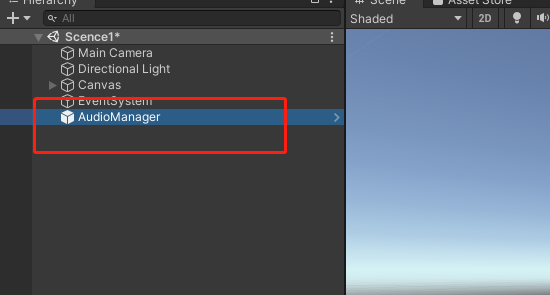 Hierarchy
Scene
Asset Store
All
Shaded
2D
Scence1*
Main Camera
Directional Light
Canvas
EventSystem
AudioManager